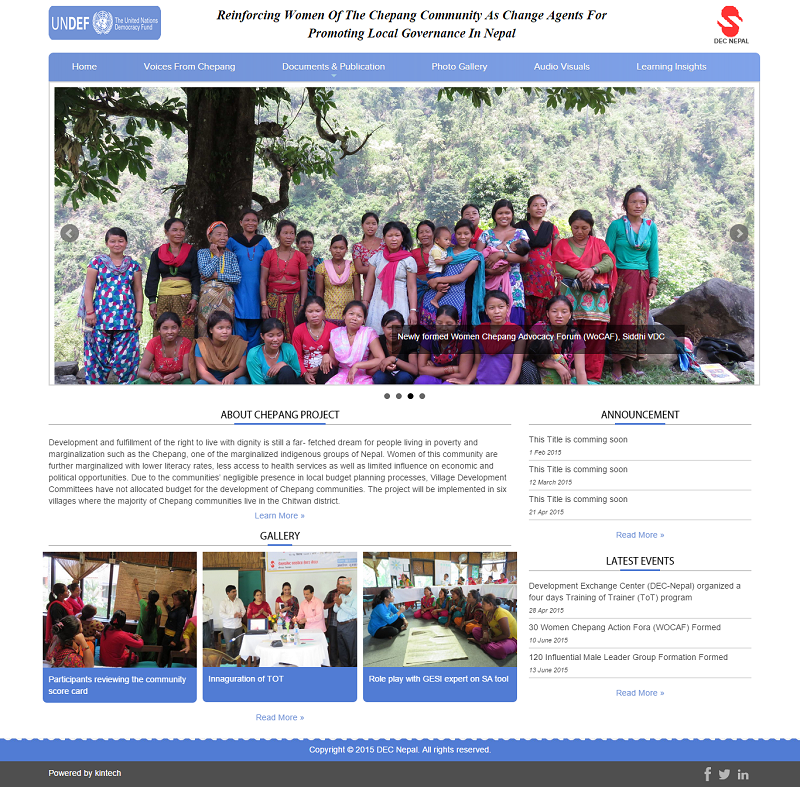 UNDEF
The United Nations
Democracy Fund
Reinforcing Women Of The Chepang Community As Change Agents For
Promoting Local Governance In Nepal
DEC NEPAL
Home
Voices From Chepang
Documents & Publication
Photo Gallery
Audio Visuals
Learning Insights
Newly formed Women Chepang Advocacy Forum (WoCAF), Siddhi VDC
ABOUT CHEPANG PROJECT
Development and fulfillment of the right to live with dignity is still a far- fetched dream for people living in poverty and
marginalization such as the Chepang, one of the marginalized indigenous groups of Nepal. Women of this community are
further marginalized with lower literacy rates, less access to health services as well as limited influence on economic and
political opportunities. Due to the communities' negligible presence in local budget planning processes, Village Development
Committees have not allocated budget for the development of Chepang communities. The project will be implemented in six
villages where the majority of Chepang communities live in the Chitwan district.
Learn More »
GALLERY
Participants reviewing the community
score card
Innaguration of TOT
Role play with GESI expert on SA tool
Read More »
ANNOUNCEMENT
This Title is comming soon
1 Feb 2015
This Title is comming soon
12 March 2015
This Title is comming soon
21 Apr 2015
Read More »
LATEST EVENTS
Development Exchange Center (DEC-Nepal) organized a
four days Training of Trainer (ToT) program
28 Apr 2015
30 Women Chepang Action Fora (WOCAF) Formed
10 June 2015
120 Influential Male Leader Group Formation Formed
13 June 2015
Read More »
Copyright © 2015 DEC Nepal. All rights reserved.
Powered by kintech